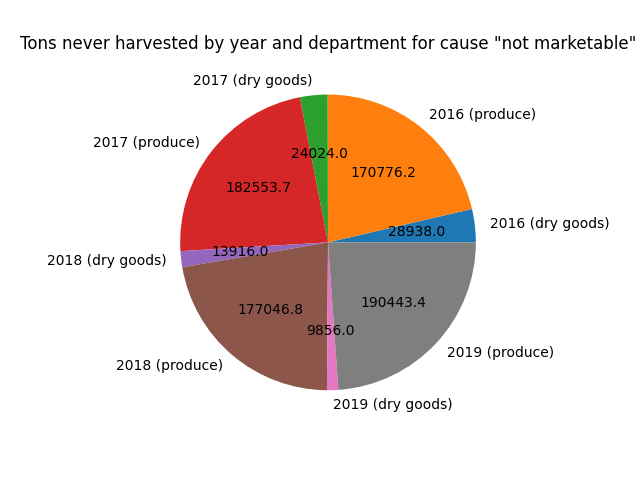 Tons never harvested by year and department for cause "not marketable"
2017 (dry goods)
2016 (produce)
2017 (produce)
24024.0
170776.2
182553.7
2016 (dry goods)
28938.0
13916.0
2018 (dry goods)
190443.4
177046.8
9856.0
2019 (produce)
2018 (produce)
2019 (dry goods)